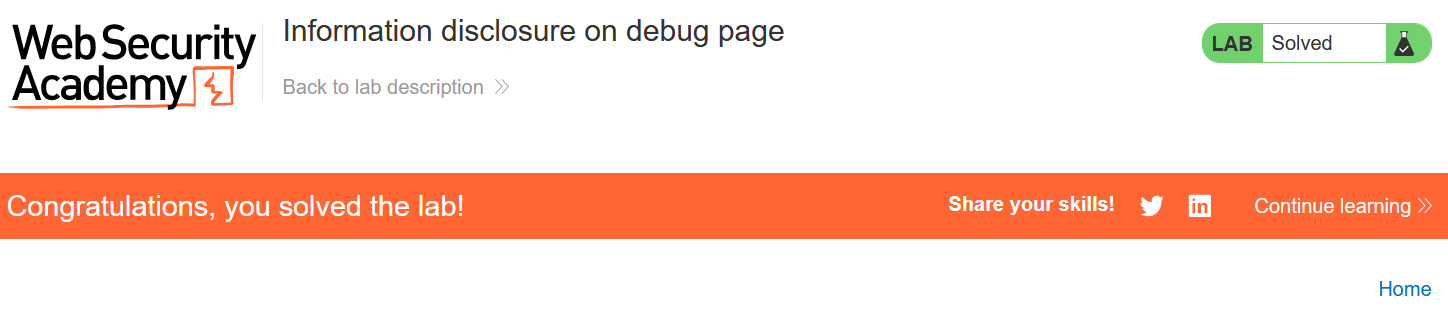 Web Security
Academy
Information disclosure on debug page
Back to lab description
LAB Solved
Congratulations, you solved the lab!
Share your skills!
Continue learning
Home